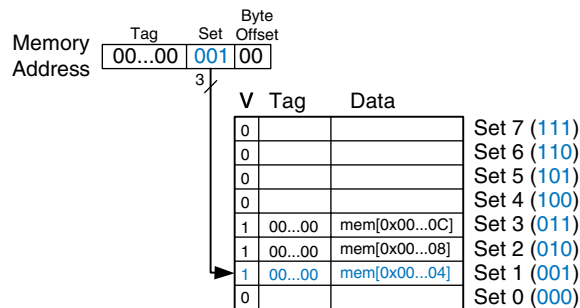 Byte
Tag Set Offset
Memory
Address
00...00 001 00
3
V Tag Data
0 Set 7 (111)
0 Set 6 (110)
0 Set 5 (101)
0 Set 4 (100)
1 00...00 mem[0x00...0C] Set 3 (011)
1 00...00 mem[0x00...08] Set 2 (010)
1 00...00 mem[0x00...04] Set 1 (001)
0 Set 0 (000)